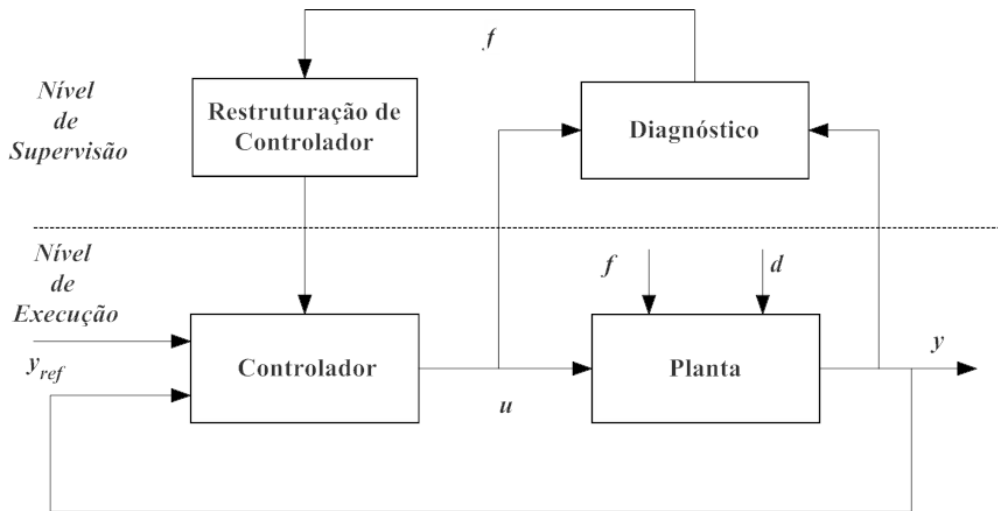 f
Nível
de
Supervisão
Restruturação de
Controlador
Diagnóstico
Nível
de
Execução
f
d
y_ref
Controlador
Planta
y
u